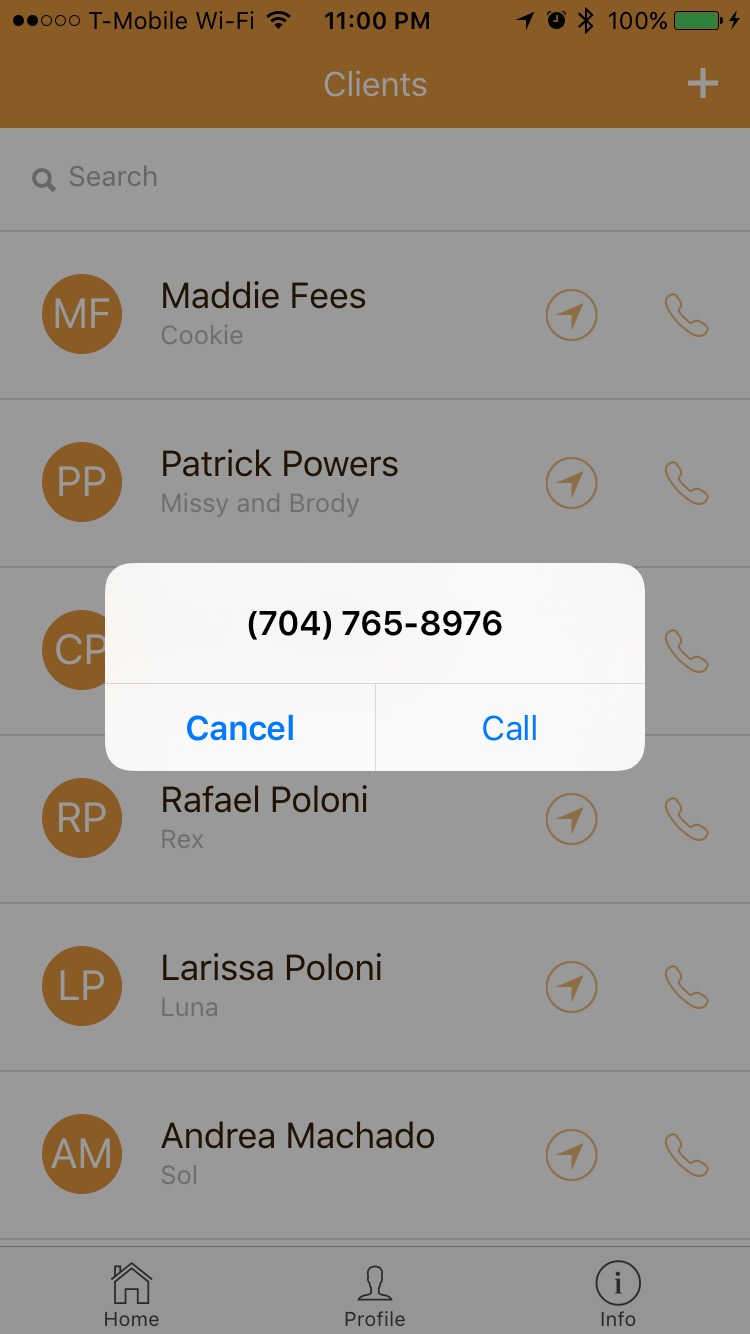 T-Mobile Wi-Fi 11:00 PM 100%
Clients
Search
MF
Maddie Fees
Cookie
PP
Patrick Powers
Missy and Brody
CP
(704) 765-8976
Cancel Call
RP
Rafael Poloni
Rex
LP
Larissa Poloni
Luna
AM
Andrea Machado
Sol
Home Profile Info